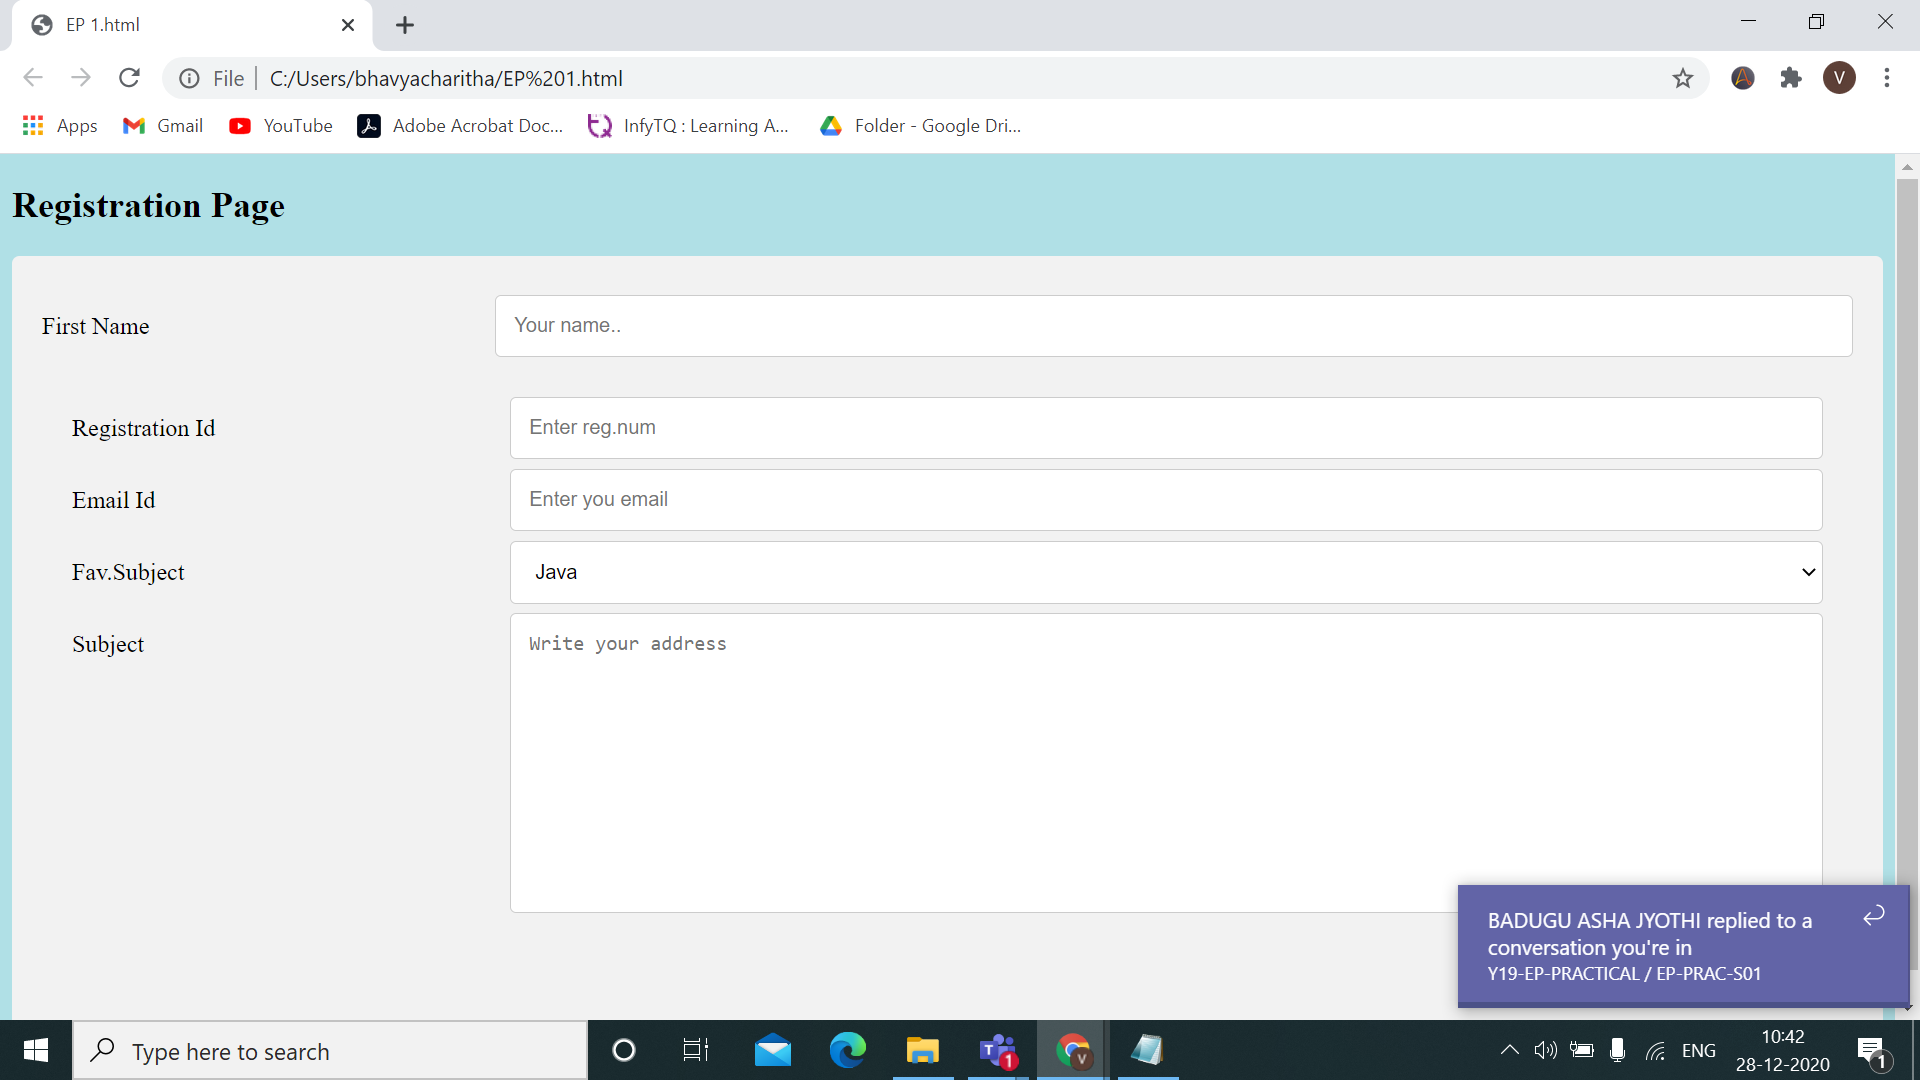 EP 1.html
File
C:/Users/bhavyacharitha/EP%201.html
V
Apps
Gmail
YouTube
Adobe Acrobat Doc...
InfyTQ : Learning A...
Folder - Google Dri...
Registration Page
First Name
Your name..
Registration Id
Enter reg.num
Email Id
Enter you email
Fav.Subject
Java
Subject
Write your address
BADUGU ASHA JYOTHI replied to a
conversation you're in
Y19-EP-PRACTICAL / EP-PRAC-S01
Type here to search
T
1
V
ENG
10:42
28-12-2020
1